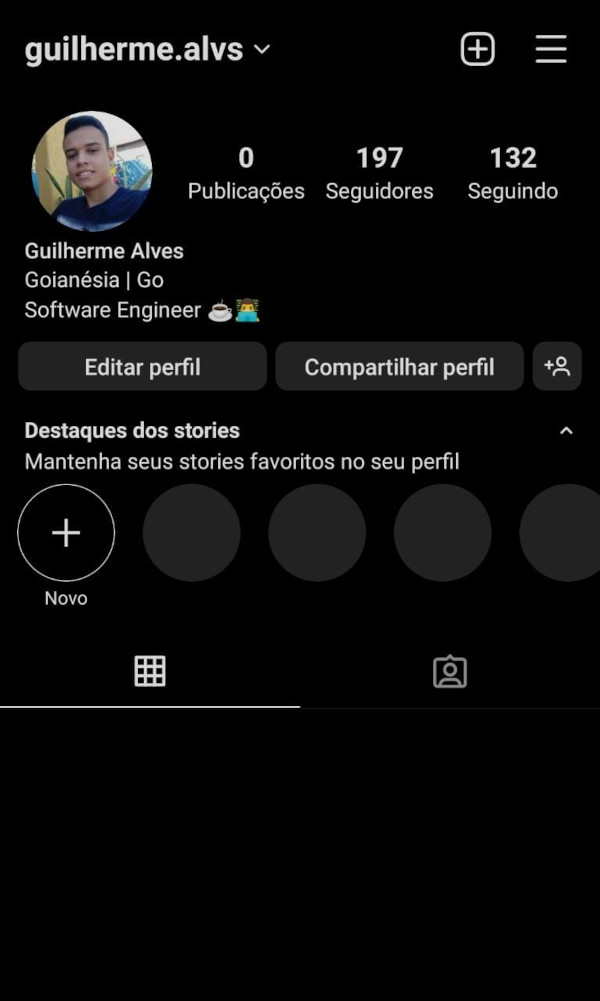 guilherme.alvs
0 197 132
Publicações Seguidores Seguindo
Guilherme Alves
Goianésia | Go
Software Engineer ☕👨‍💻
Editar perfil Compartilhar perfil
Destaques dos stories
Mantenha seus stories favoritos no seu perfil
Novo